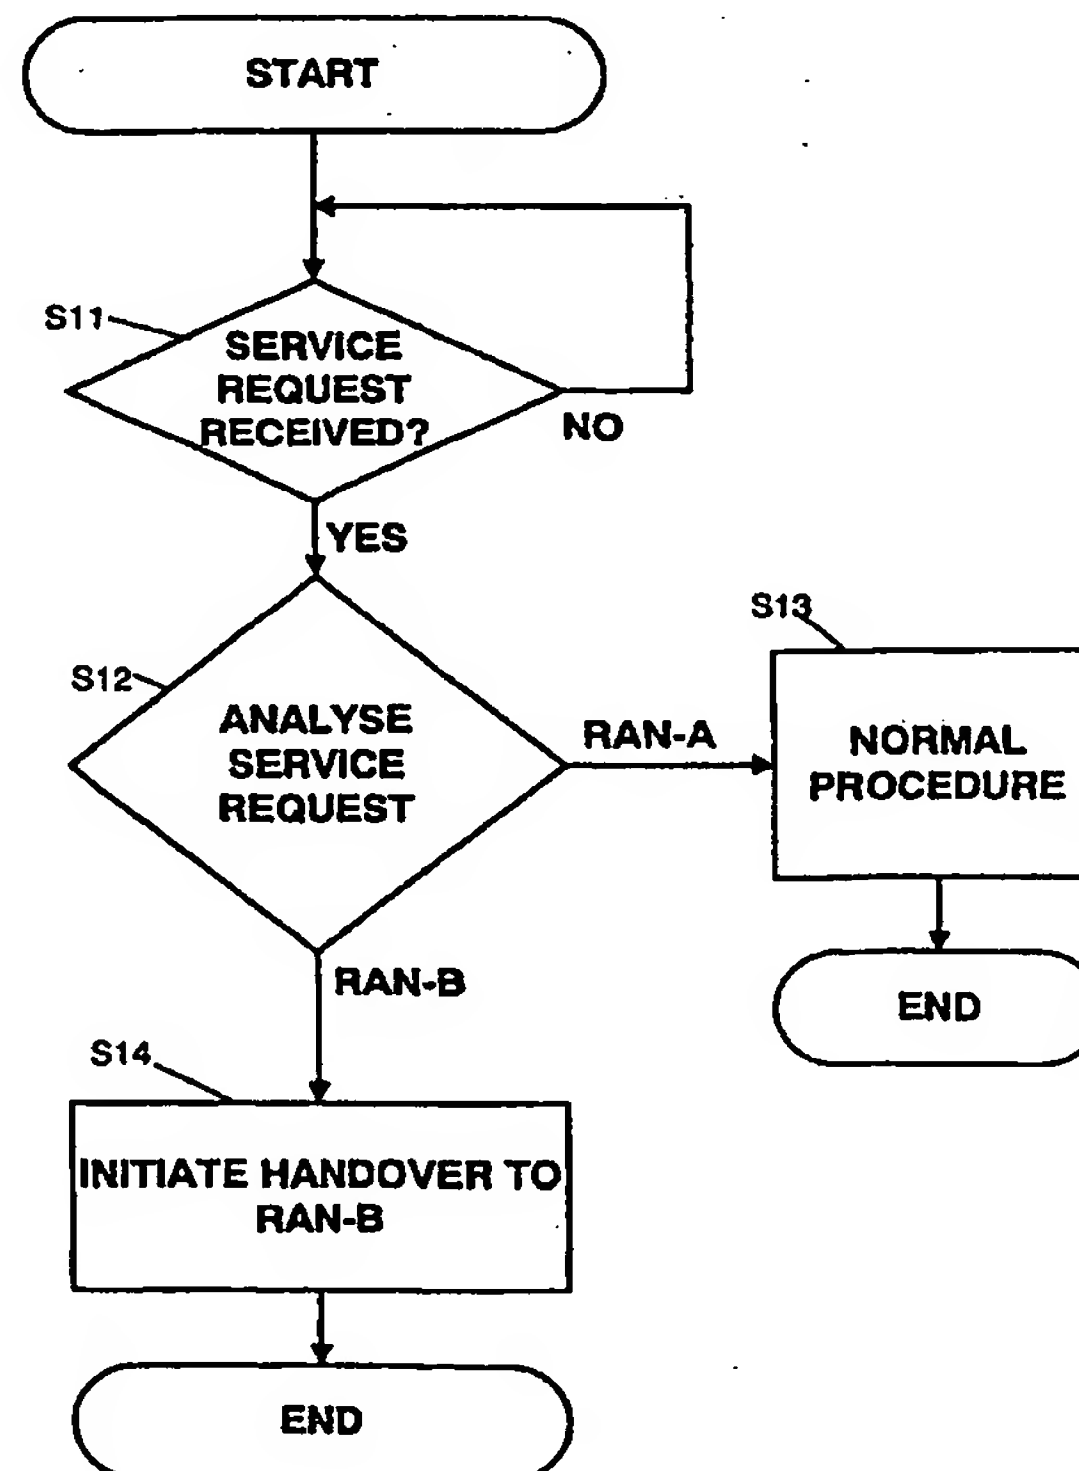 START
S11
SERVICE
REQUEST
RECEIVED?
NO
YES
S12
ANALYSE
SERVICE
REQUEST
RAN-A
S13
NORMAL
PROCEDURE
END
RAN-B
S14
INITIATE HANDOVER TO
RAN-B
END